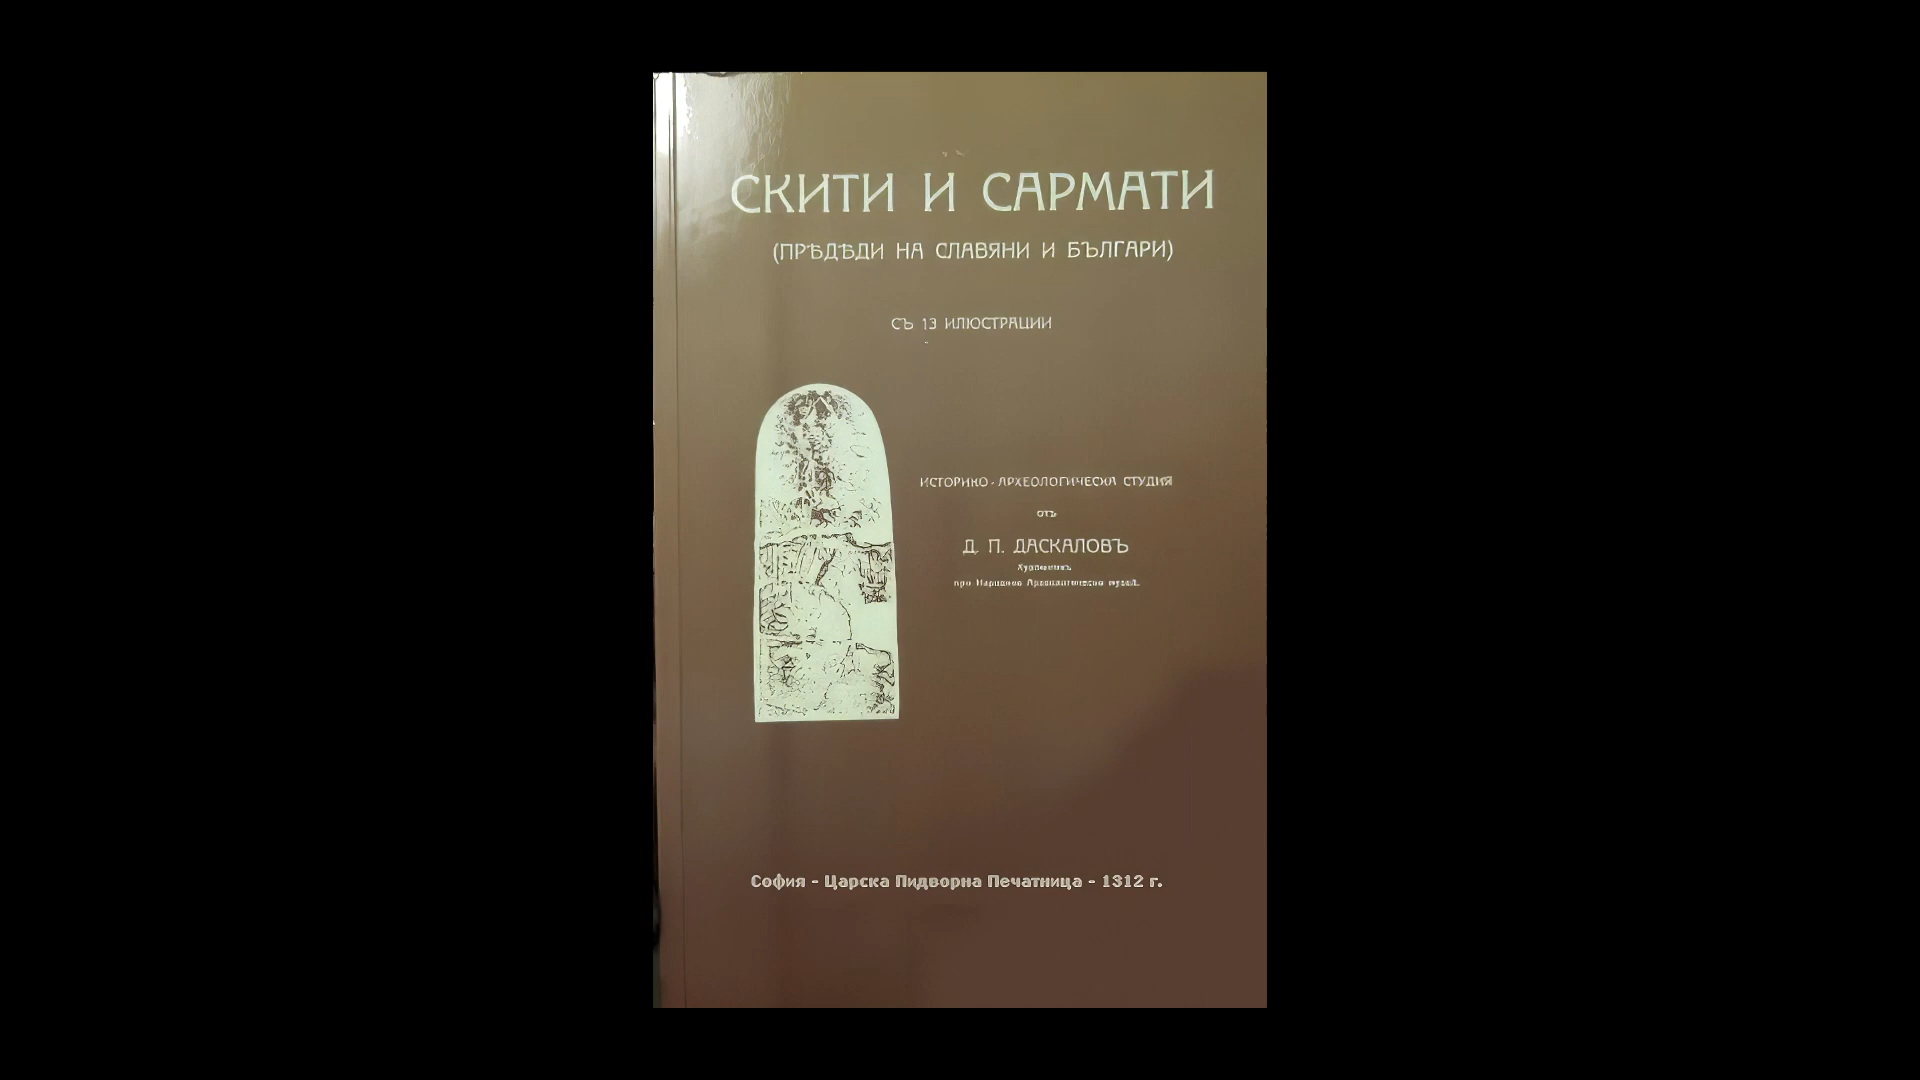 СКИТИ И САРМАТИ
(ПРѢДѢДИ НА СЛАВЯНИ И БЪЛГАРИ)
СЪ 13 ИЛЮСТРАЦИИ
ИСТОРИКО-АРХЕОЛОГИЧЕСКА СТУДИЯ
отъ
Д. П. ДАСКАЛОВЪ
при
София - Царска Пидворна Печатница - 1312 г.